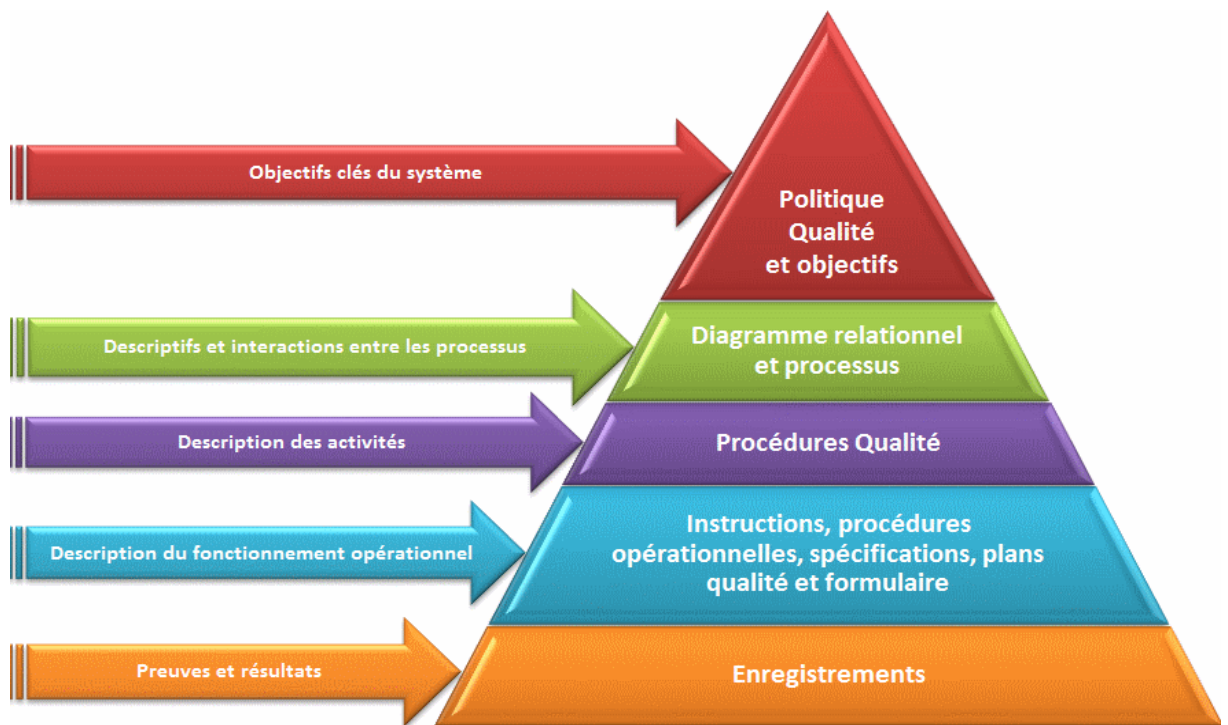 Objectifs clés du système
Politique
Qualité
et objectifs
Descriptifs et interactions entre les processus
Diagramme relationnel
et processus
Description des activités
Procédures Qualité
Description du fonctionnement opérationnel
Instructions, procédures
opérationnelles, spécifications, plans
qualité et formulaire
Preuves et résultats
Enregistrements